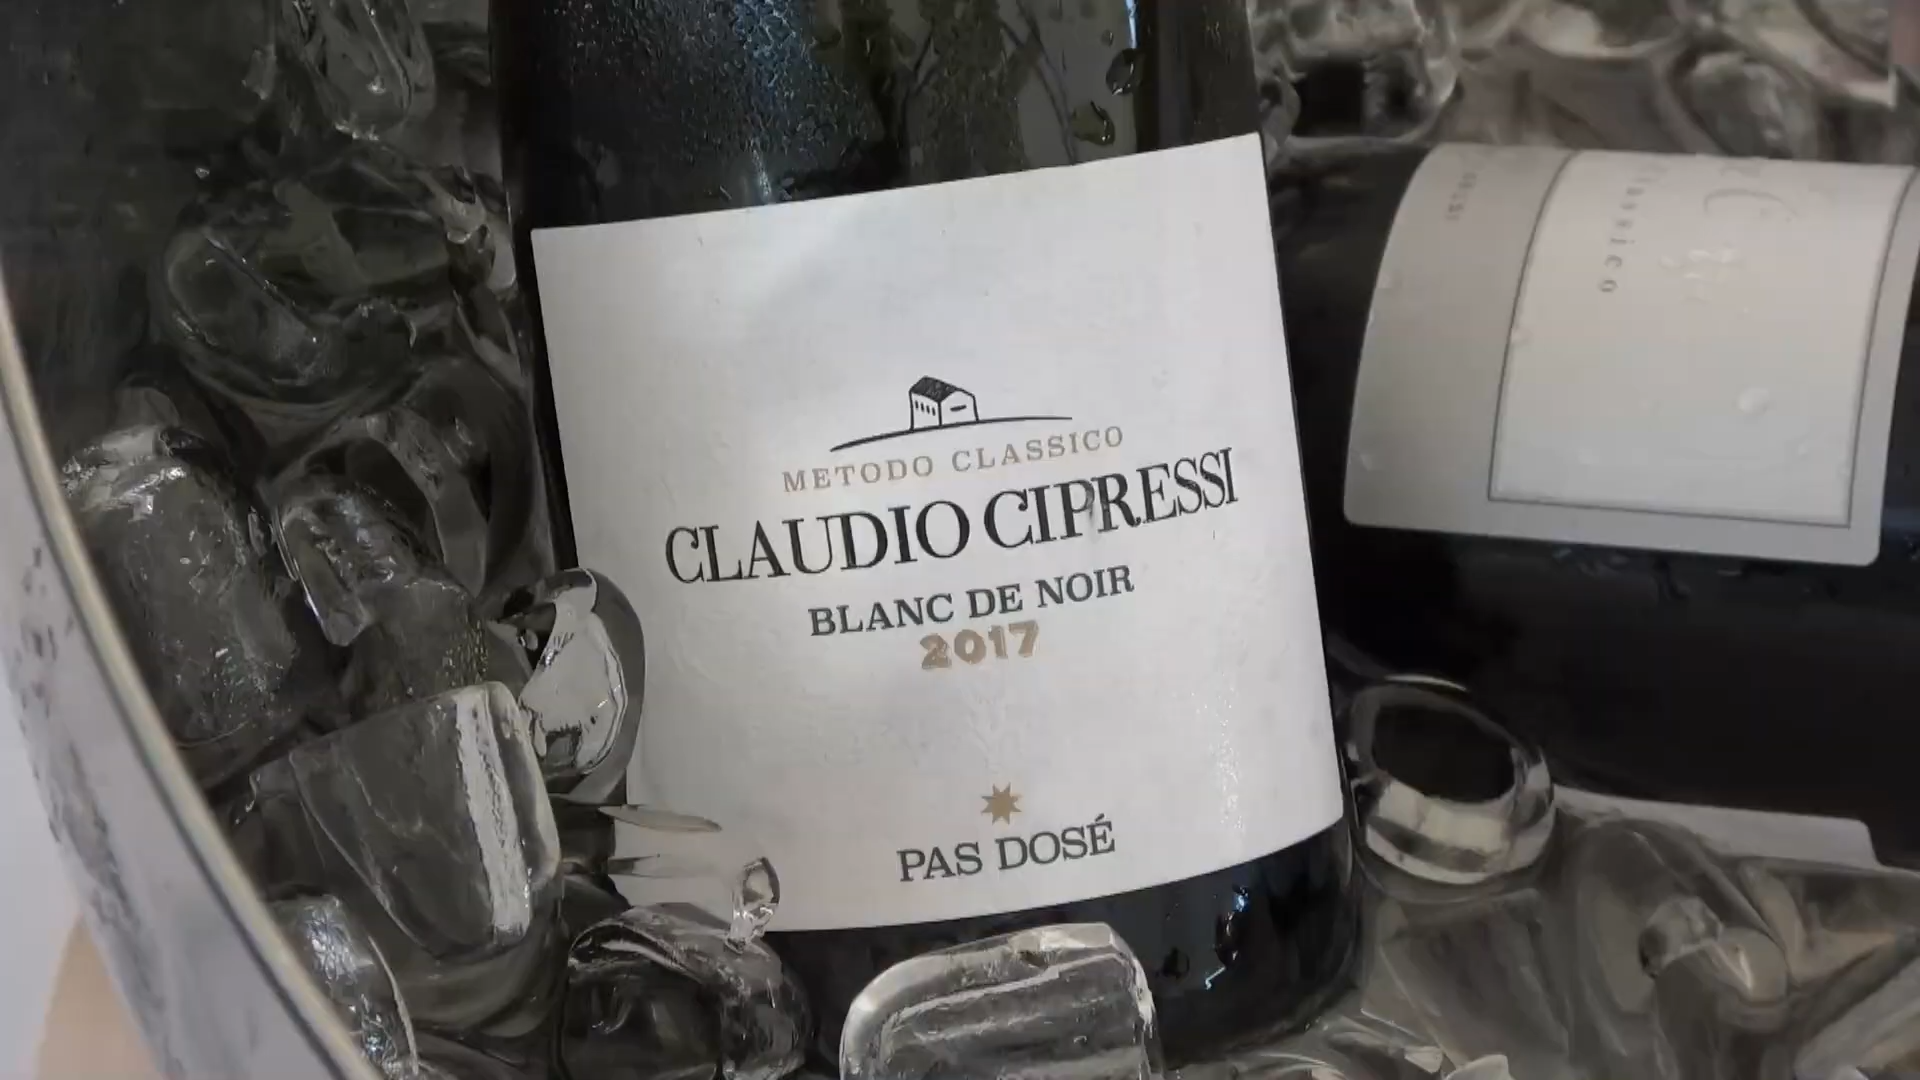 METODO CLASSICO
CLAUDIO CIPRESSI
BLANC DE NOIR
2017
PAS DOSÉ